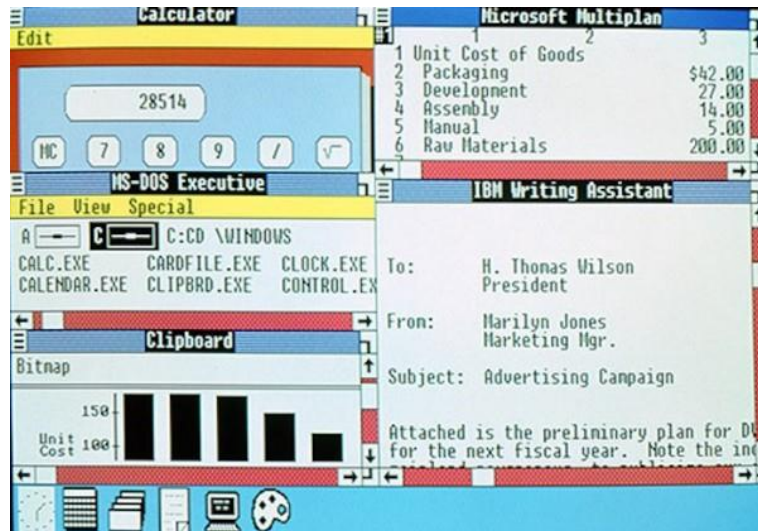 Calculator
Edit
28514
MC 7 8 9 / √
MS-DOS Executive
File View Special
A C C:CD \WINDOWS
CALC.EXE CARDFILE.EXE CLOCK.EXE
CALENDAR.EXE CLIPBRD.EXE CONTROL.EX
Clipboard
Bitmap
150
Unit
Cost 100
Microsoft Multiplan
#1 1 2 3
1 Unit Cost of Goods
2 Packaging $42.00
3 Development 27.00
4 Assembly 14.00
5 Manual 5.00
6 Raw Materials 200.00
7
IBM Writing Assistant
To: H. Thomas Wilson
President
From: Marilyn Jones
Marketing Mgr.
Subject: Advertising Campaign
Attached is the preliminary plan for
for the next fiscal year. Note the